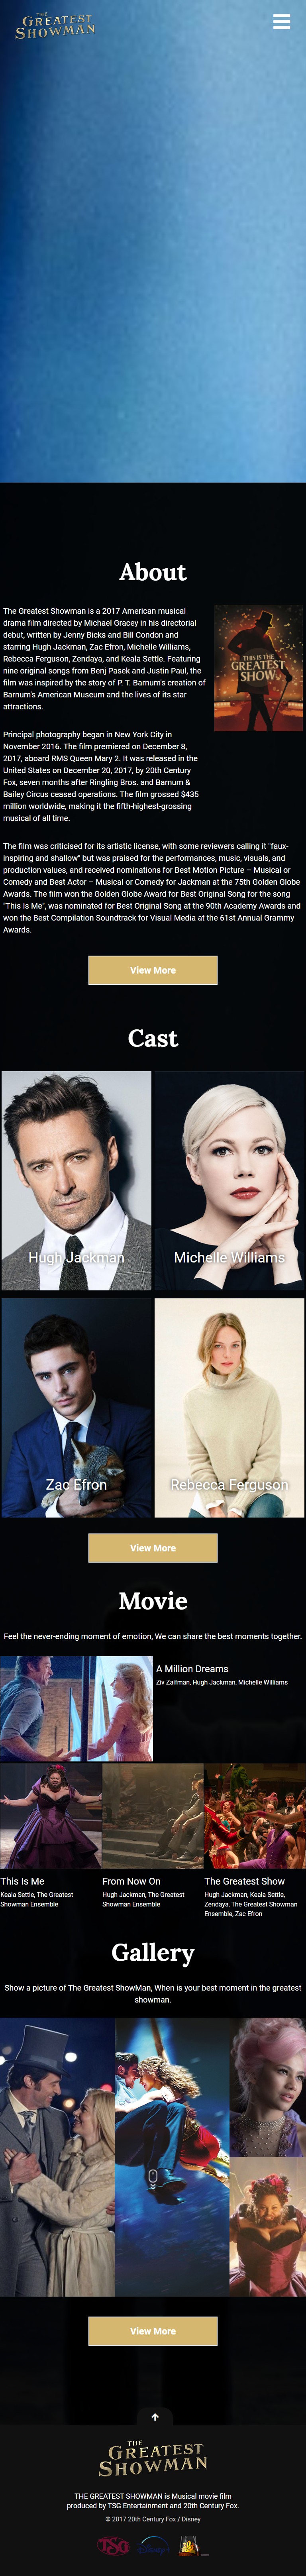 THE
GREATEST
SHOWMAN
About
The Greatest Showman is a 2017 American musical
drama film directed by Michael Gracey in his directorial
debut, written by Jenny Bicks and Bill Condon and
starring Hugh Jackman, Zac Efron, Michelle Williams,
Rebecca Ferguson, Zendaya, and Keala Settle. Featuring
nine original songs from Benj Pasek and Justin Paul, the
film was inspired by the story of P. T. Barnum's creation of
Barnum's American Museum and the lives of its star
attractions.
THIS IS THE
GREATEST
SHOW
Principal photography began in New York City in
November 2016. The film premiered on December 8,
2017, aboard RMS Queen Mary 2. It was released in the
United States on December 20, 2017, by 20th Century
Fox, seven months after Ringling Bros. and Barnum &
Bailey Circus ceased operations. The film grossed $435
million worldwide, making it the fifth-highest-grossing
musical of all time.
The film was criticised for its artistic license, with some reviewers calling it "faux-
inspiring and shallow" but was praised for the performances, music, visuals, and
production values, and received nominations for Best Motion Picture – Musical or
Comedy and Best Actor – Musical or Comedy for Jackman at the 75th Golden Globe
Awards. The film won the Golden Globe Award for Best Original Song for the song
"This Is Me", was nominated for Best Original Song at the 90th Academy Awards and
won the Best Compilation Soundtrack for Visual Media at the 61st Annual Grammy
Awards.
View More
Cast
Hugh Jackman
Michelle Williams
Zac Efron
Rebecca Ferguson
View More
Movie
Feel the never-ending moment of emotion, We can share the best moments together.
A Million Dreams
Ziv Zaifman, Hugh Jackman, Michelle Williams
This Is Me
Keala Settle, The Greatest
Showman Ensemble
From Now On
Hugh Jackman, The Greatest
Showman Ensemble
The Greatest Show
Hugh Jackman, Keala Settle,
Zendaya, The Greatest Showman
Ensemble, Zac Efron
Gallery
Show a picture of The Greatest ShowMan, When is your best moment in the greatest
showman.
View More
THE
GREATEST
SHOWMAN
THE GREATEST SHOWMAN is Musical movie film
produced by TSG Entertainment and 20th Century Fox.
© 2017 20th Century Fox / Disney
TSG
Disney+